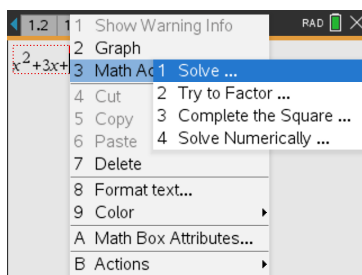 1.2 1 RAD
1 Show Warning Info
2 Graph
x²+3x+
3 Math Ac
1 Solve ...
2 Try to Factor ...
3 Complete the Square ...
4 Solve Numerically ...
4 Cut
5 Copy
6 Paste
7 Delete
8 Format text...
9 Color
A Math Box Attributes...
B Actions